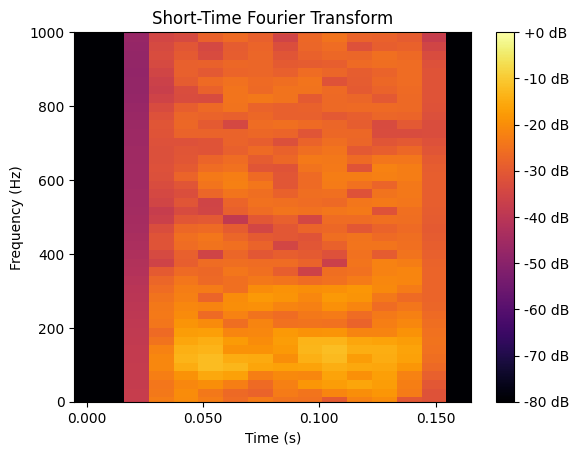 Short-Time Fourier Transform
Frequency (Hz)
1000
800
600
400
200
0
0.000 0.050 0.100 0.150
Time (s)
+0 dB
-10 dB
-20 dB
-30 dB
-40 dB
-50 dB
-60 dB
-70 dB
-80 dB